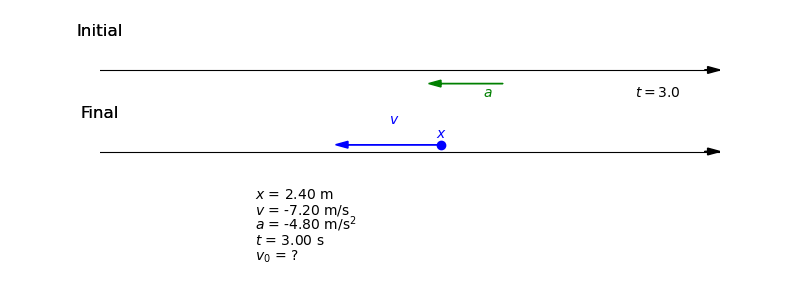 Initial
a
t = 3.0
Final
v
x
x = 2.40 m
v = -7.20 m/s
a = -4.80 m/s²
t = 3.00 s
v₀ = ?